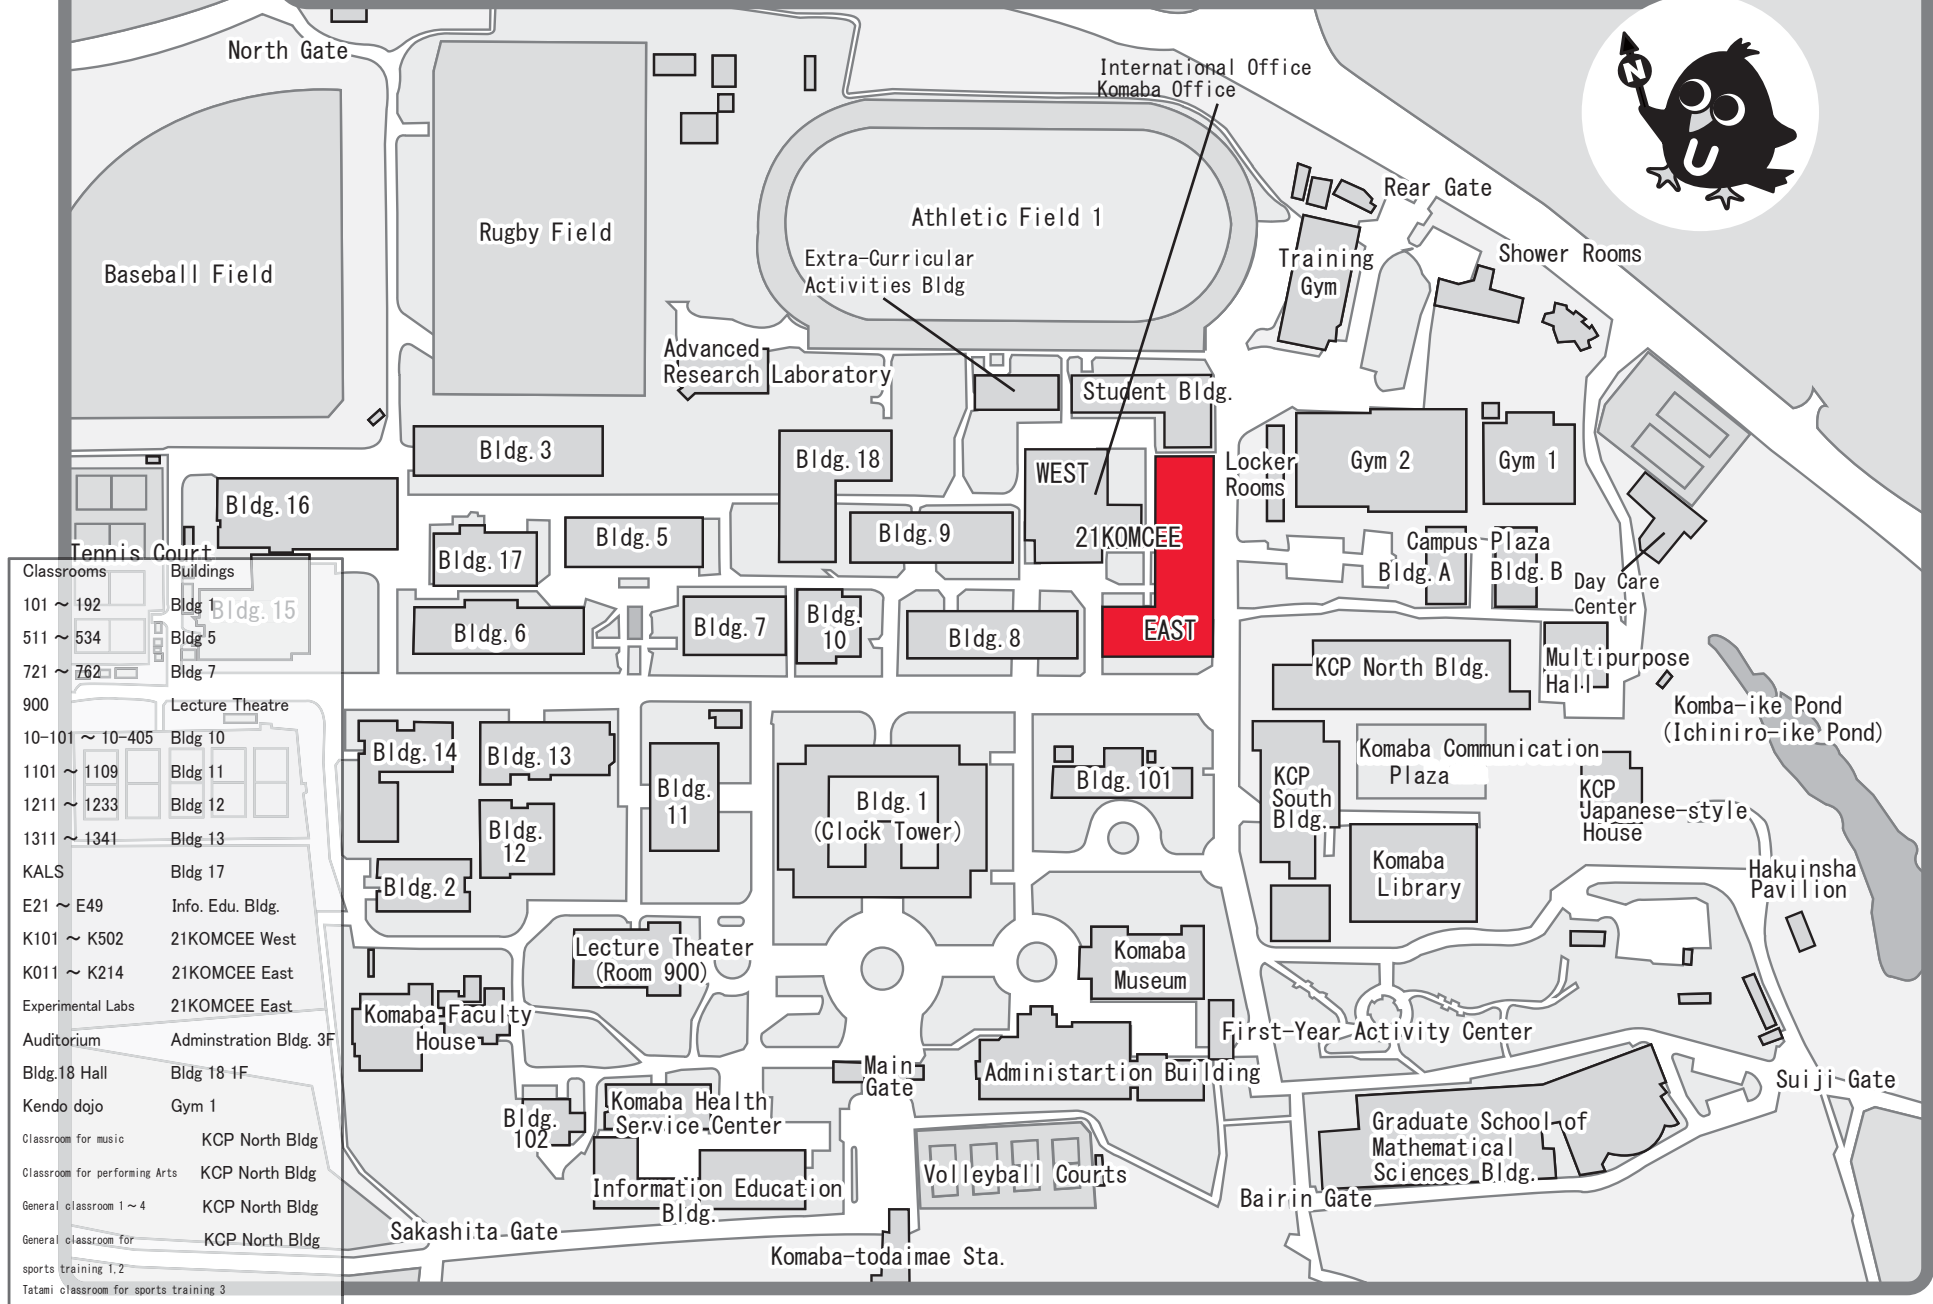 North Gate
International Office
Komaba Office
N
U
Rear Gate
Rugby Field
Athletic Field 1
Baseball Field
Extra-Curricular
Activities Bldg
Training
Gym
Shower Rooms
Advanced
Research Laboratory
Student Bldg.
Bldg. 3
Bldg. 18
WEST
Locker
Rooms
Gym 2
Gym 1
Bldg. 16
Bldg. 17
Bldg. 5
Bldg. 9
21KOMCEE
EAST
Campus Plaza
Bldg. A
Bldg. B
Day Care
Center
Tennis Court
Bldg. 15
Bldg. 6
Bldg. 7
Bldg.
10
Bldg. 8
KCP North Bldg.
Multipurpose
Hall
Komba-ike Pond
(Ichiniro-ike Pond)
Bldg. 14
Bldg. 13
Bldg.
11
Bldg. 1
(Clock Tower)
Bldg. 101
KCP
South
Bldg.
Komaba Communication
Plaza
KCP
Japanese-style
House
Bldg.
12
Bldg. 2
Komaba
Library
Hakuinsha
Pavilion
Lecture Theater
(Room 900)
Komaba
Museum
Komaba Faculty
House
First-Year Activity Center
Main
Gate
Administartion Building
Suiji Gate
Bldg.
102
Komaba Health
Service Center
Graduate School of
Mathematical
Sciences Bldg.
Volleyball Courts
Information Education
Bldg.
Bairin Gate
Sakashita Gate
Komaba-todaimae Sta.
Classrooms Buildings
101 ～ 192 Bldg 1
511 ～ 534 Bldg 5
721 ～ 762 Bldg 7
900 Lecture Theatre
10-101 ～ 10-405 Bldg 10
1101 ～ 1109 Bldg 11
1211 ～ 1233 Bldg 12
1311 ～ 1341 Bldg 13
KALS Bldg 17
E21 ～ E49 Info. Edu. Bldg.
K101 ～ K502 21KOMCEE West
K011 ～ K214 21KOMCEE East
Experimental Labs 21KOMCEE East
Auditorium Adminstration Bldg. 3F
Bldg.18 Hall Bldg 18 1F
Kendo dojo Gym 1
Classroom for music KCP North Bldg
Classroom for performing Arts KCP North Bldg
General classroom 1～4 KCP North Bldg
General classroom for KCP North Bldg
sports training 1,2
Tatami classroom for sports training 3